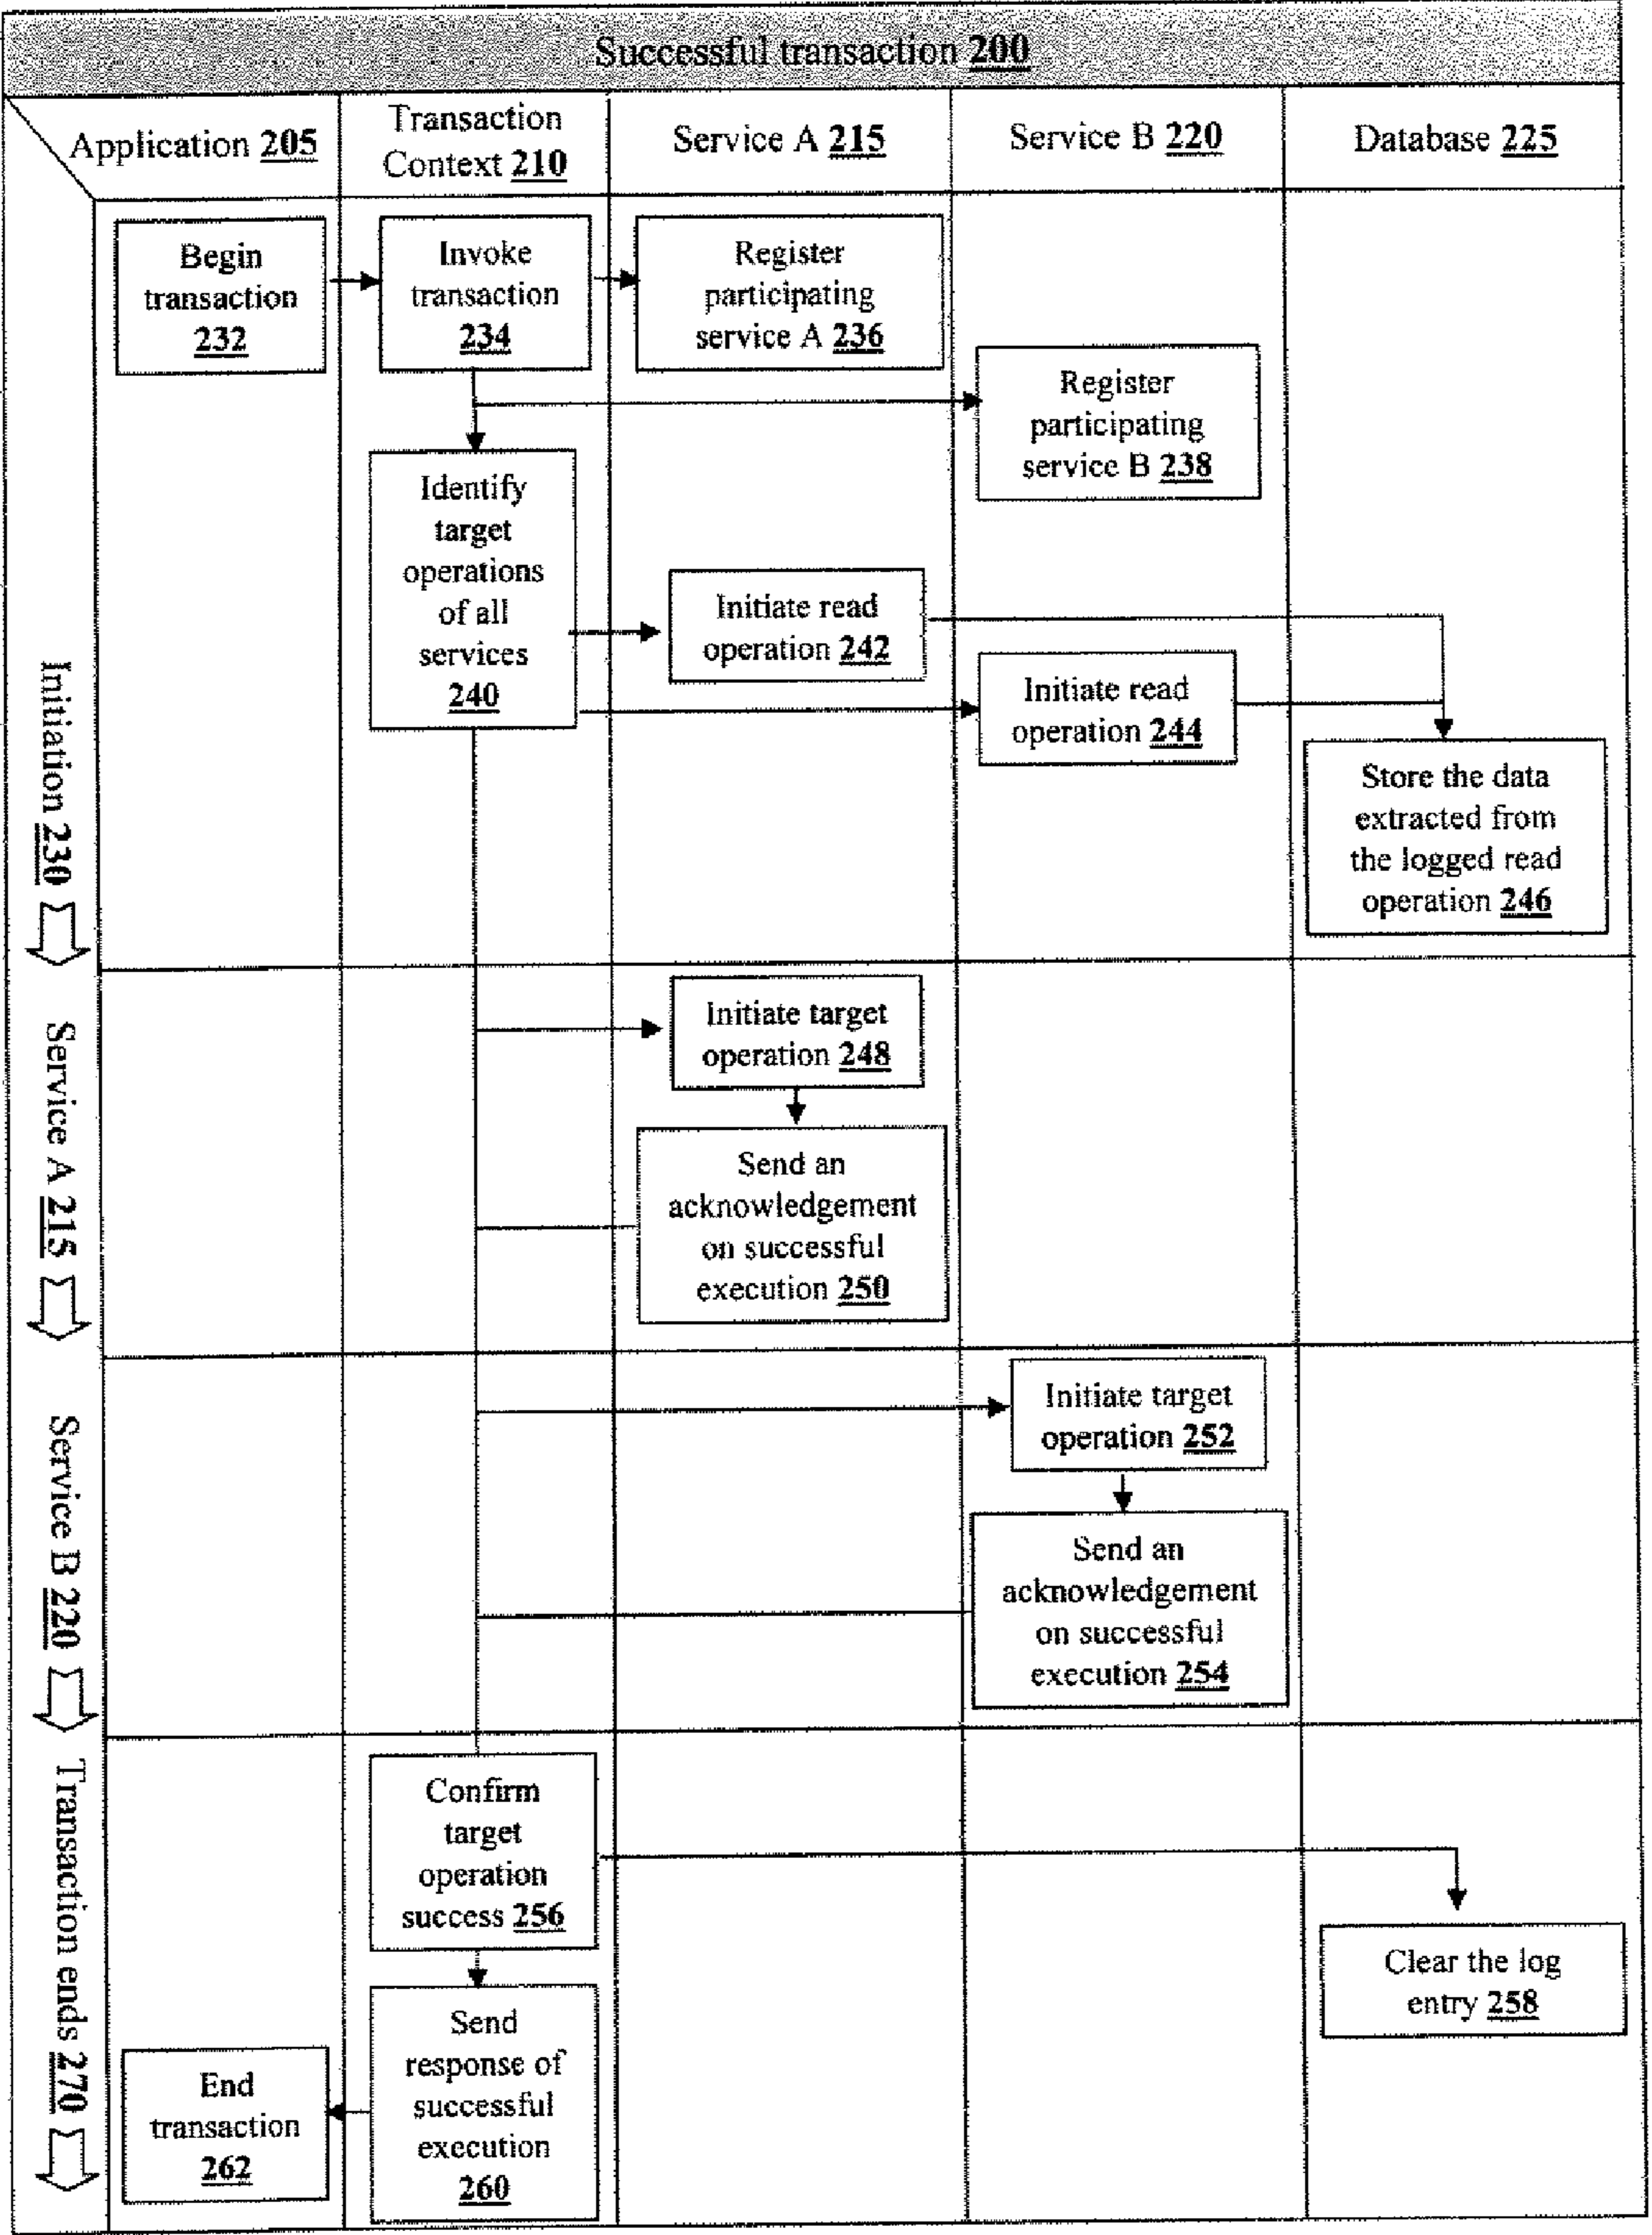 Successful transaction 200
Application 205
Transaction
Context 210
Service A 215
Service B 220
Database 225
Initiation 230
Begin
transaction
232
Invoke
transaction
234
Register
participating
service A 236
Register
participating
service B 238
Identify
target
operations
of all
services
240
Initiate read
operation 242
Initiate read
operation 244
Store the data
extracted from
the logged read
operation 246
Service A 215
Initiate target
operation 248
Send an
acknowledgement
on successful
execution 250
Service B 220
Initiate target
operation 252
Send an
acknowledgement
on successful
execution 254
Transaction ends 270
Confirm
target
operation
success 256
Clear the log
entry 258
Send
response of
successful
execution
260
End
transaction
262